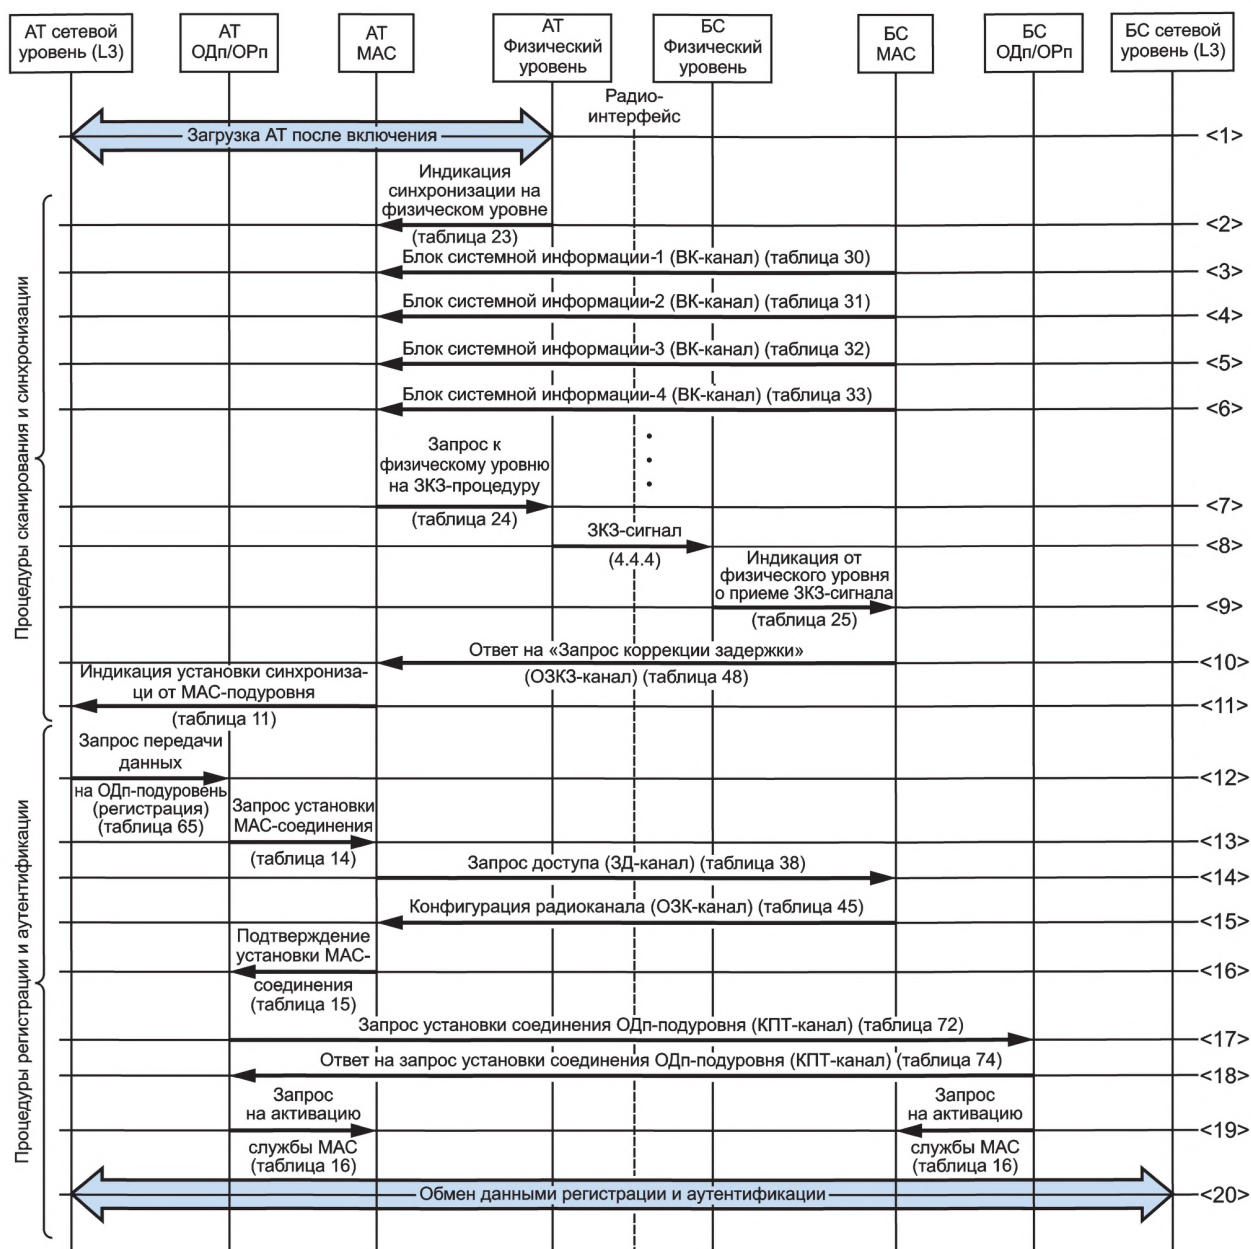 АТ сетевой
уровень (L3)
АТ
ОДп/ОРп
АТ
МАС
АТ
Физический
уровень
БС
Физический
уровень
БС
МАС
БС
ОДп/ОРп
БС сетевой
уровень (L3)
Радио-
интерфейс
Загрузка АТ после включения
<1>
Процедуры сканирования и синхронизации
Индикация
синхронизации на
физическом уровне
(таблица 23)
<2>
Блок системной информации-1 (ВК-канал) (таблица 30)
<3>
Блок системной информации-2 (ВК-канал) (таблица 31)
<4>
Блок системной информации-3 (ВК-канал) (таблица 32)
<5>
Блок системной информации-4 (ВК-канал) (таблица 33)
<6>
Запрос к
физическому уровню
на ЗКЗ-процедуру
(таблица 24)
<7>
ЗКЗ-сигнал
(4.4.4)
<8>
Индикация от
физического уровня
о приеме ЗКЗ-сигнала
(таблица 25)
<9>
Ответ на «Запрос коррекции задержки»
(ОЗКЗ-канал) (таблица 48)
<10>
Индикация установки синхрониза-
ци от МАС-подуровня
(таблица 11)
<11>
Процедуры регистрации и аутентификации
Запрос передачи
данных
на ОДп-подуровень
(регистрация)
(таблица 65)
<12>
Запрос установки
МАС-соединения
(таблица 14)
<13>
Запрос доступа (ЗД-канал) (таблица 38)
<14>
Конфигурация радиоканала (ОЗК-канал) (таблица 45)
<15>
Подтверждение
установки МАС-
соединения
(таблица 15)
<16>
Запрос установки соединения ОДп-подуровня (КПТ-канал) (таблица 72)
<17>
Ответ на запрос установки соединения ОДп-подуровня (КПТ-канал) (таблица 74)
<18>
Запрос
на активацию
службы МАС
(таблица 16)
Запрос
на активацию
службы МАС
(таблица 16)
<19>
Обмен данными регистрации и аутентификации
<20>